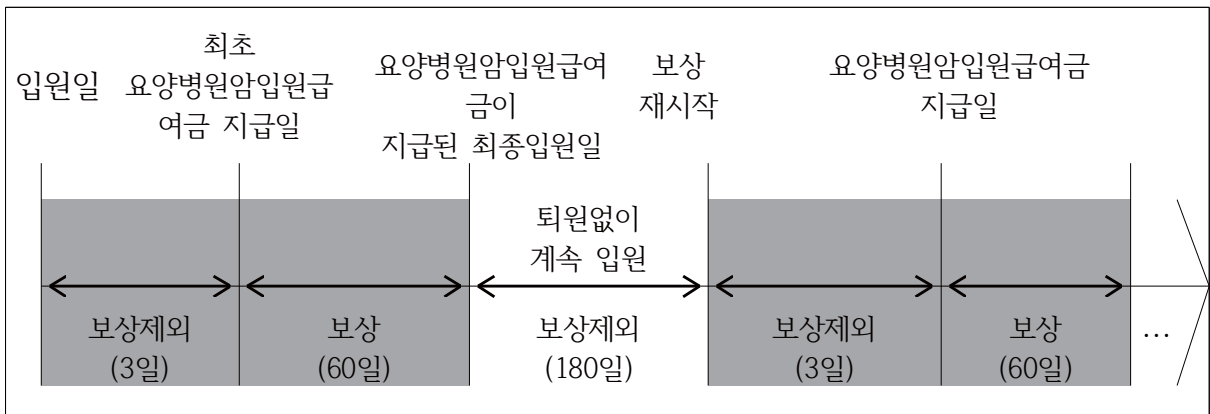 입원일
최초
요양병원암입원급
여금 지급일
요양병원암입원급여
금이
지급된 최종입원일
보상
재시작
요양병원암입원급여금
지급일
퇴원없이
계속 입원
보상제외
(3일)
보상
(60일)
보상제외
(180일)
보상제외
(3일)
보상
(60일)
...